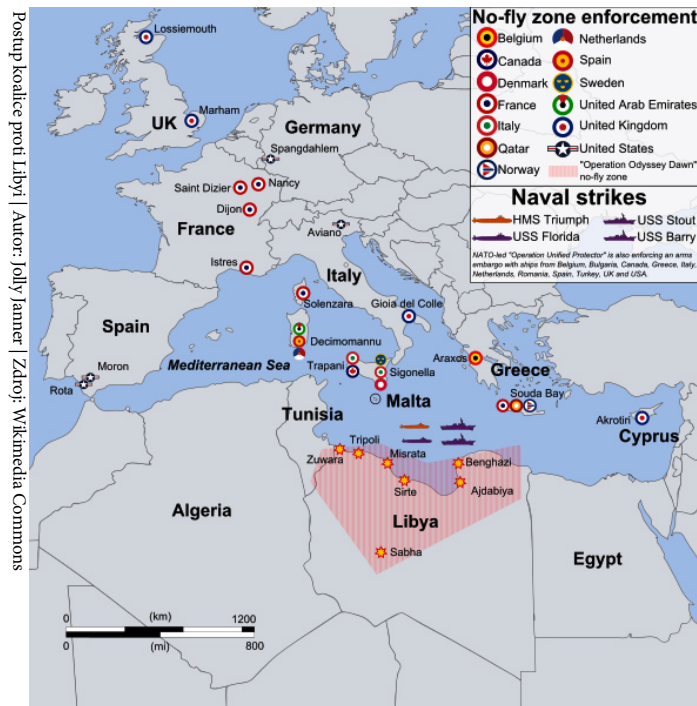 Postup koalice proti Libyi | Autor: Jolly Janner | Zdroj: Wikimedia Commons
No-fly zone enforcement
Belgium
Netherlands
Canada
Spain
Denmark
Sweden
France
United Arab Emirates
Italy
United Kingdom
Qatar
United States
Norway
"Operation Odyssey Dawn"
no-fly zone
Naval strikes
HMS Triumph
USS Stout
USS Florida
USS Barry
NATO-led "Operation Unified Protector" is also enforcing an arms
embargo with ships from Belgium, Bulgaria, Canada, Greece, Italy,
Netherlands, Romania, Spain, Turkey, UK and USA.
Lossiemouth
Marham
UK
Germany
Spangdahlem
Saint Dizier
Nancy
Dijon
France
Aviano
Istres
Italy
Solenzara
Gioia del Colle
Spain
Decimomannu
Mediterranean Sea
Trapani
Sigonella
Araxos
Greece
Moron
Rota
Souda Bay
Malta
Tunisia
Akrotiri
Cyprus
Tripoli
Zuwara
Misrata
Benghazi
Sirte
Ajdabiya
Algeria
Libya
Sabha
Egypt
0 (km) 1200
0 (mi) 800